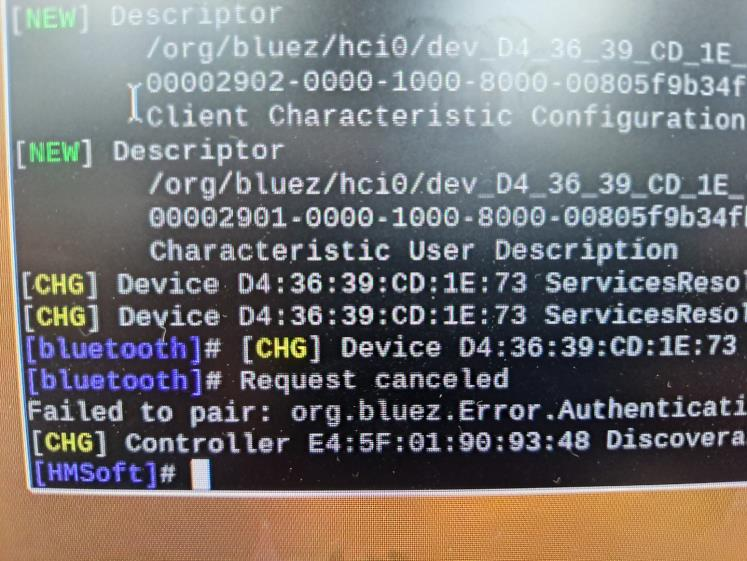 [NEW] Descriptor
/org/bluez/hci0/dev_D4_36_39_CD_1E_
00002902-0000-1000-8000-00805f9b34f
Client Characteristic Configuration
[NEW] Descriptor
/org/bluez/hci0/dev_D4_36_39_CD_1E_
00002901-0000-1000-8000-00805f9b34f
Characteristic User Description
[CHG] Device D4:36:39:CD:1E:73 ServicesResol
[CHG] Device D4:36:39:CD:1E:73 ServicesResol
[bluetooth]# [CHG] Device D4:36:39:CD:1E:73
[bluetooth]# Request canceled
Failed to pair: org.bluez.Error.Authenticati
[CHG] Controller E4:5F:01:90:93:48 Discovera
[HMSoft]#